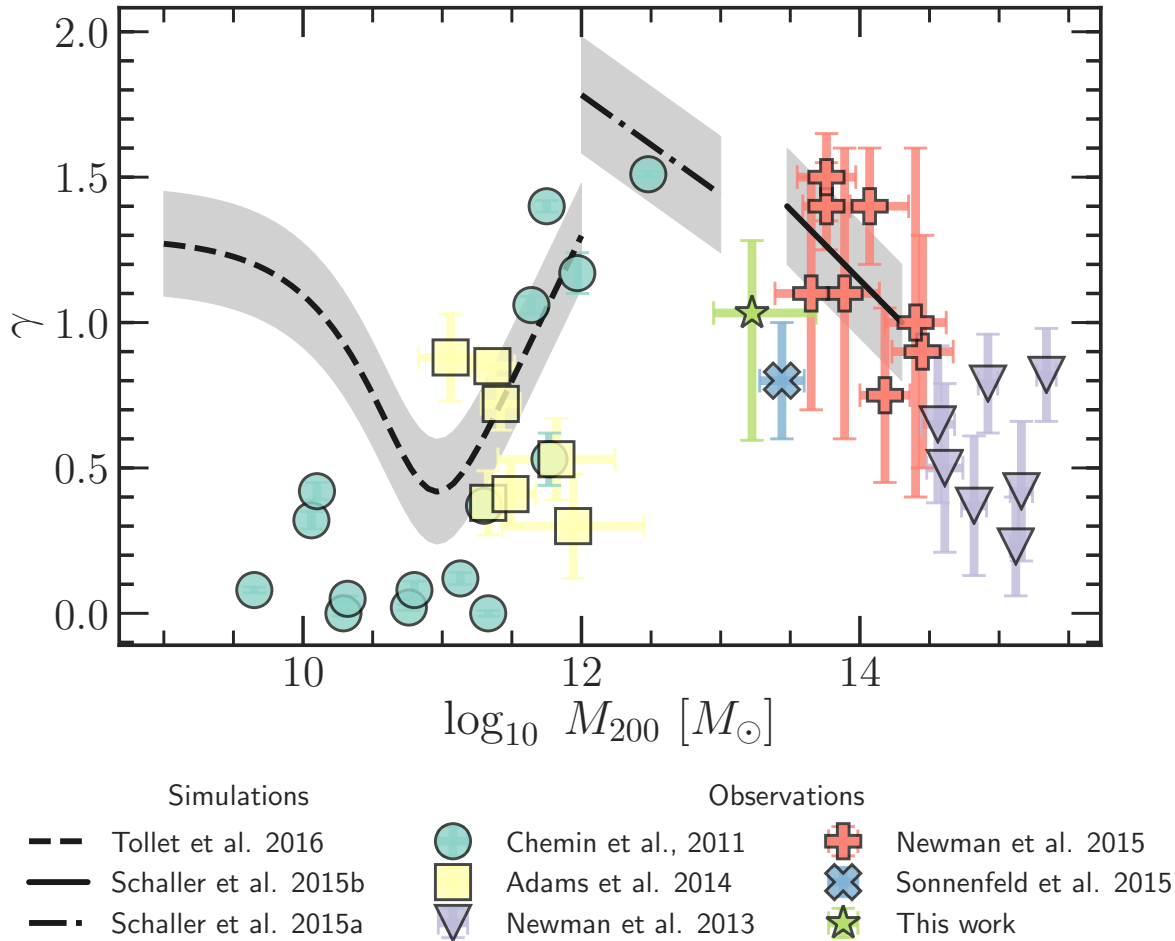 2.0
1.5
1.0
0.5
0.0
γ
10
12
14
log₁₀ M₂₀₀ [M☉]
Simulations
Observations
Tollet et al. 2016
Chemin et al., 2011
Newman et al. 2015
Schaller et al. 2015b
Adams et al. 2014
Sonnenfeld et al. 2015
Schaller et al. 2015a
Newman et al. 2013
This work